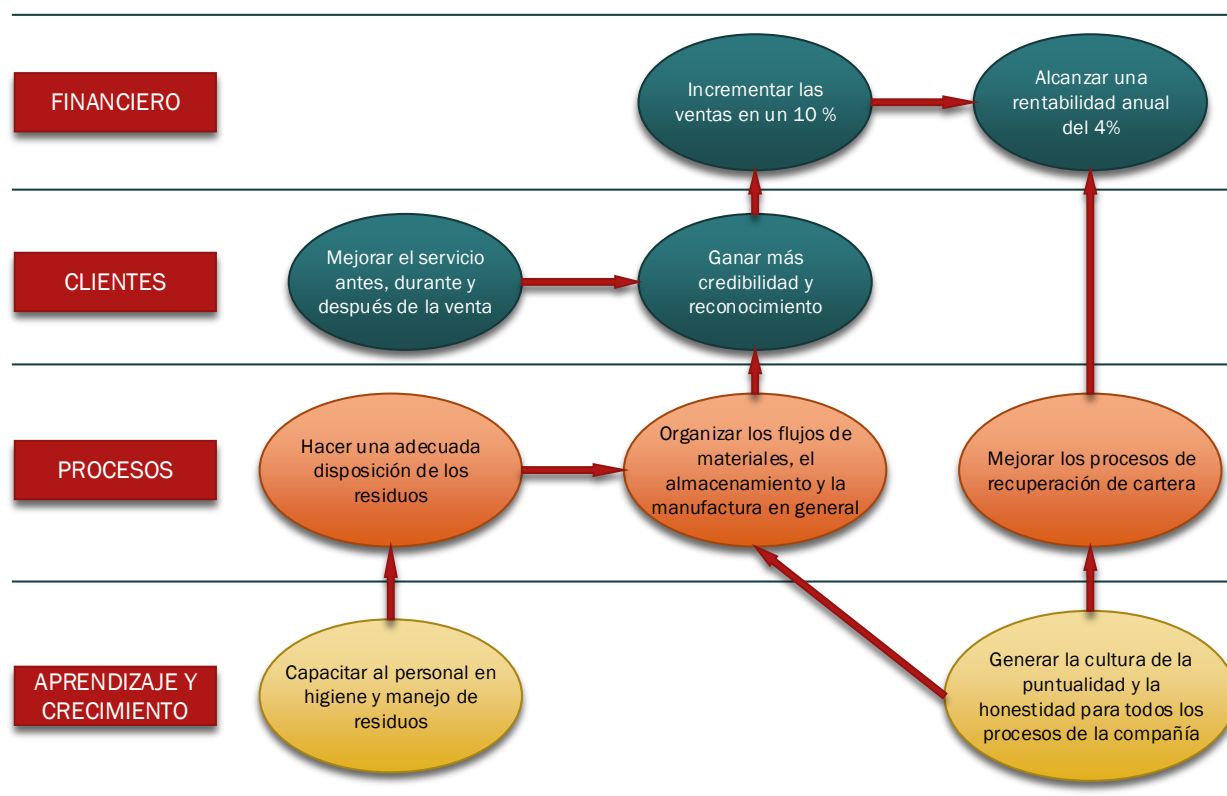 FINANCIERO
Incrementar las
ventas en un 10 %
Alcanzar una
rentabilidad anual
del 4%
CLIENTES
Mejorar el servicio
antes, durante y
después de la venta
Ganar más
credibilidad y
reconocimiento
PROCESOS
Hacer una adecuada
disposición de los
residuos
Organizar los flujos de
materiales, el
almacenamiento y la
manufactura en general
Mejorar los procesos de
recuperación de cartera
APRENDIZAJE Y
CRECIMIENTO
Capacitar al personal en
higiene y manejo de
residuos
Generar la cultura de la
puntualidad y la
honestidad para todos los
procesos de la compañía